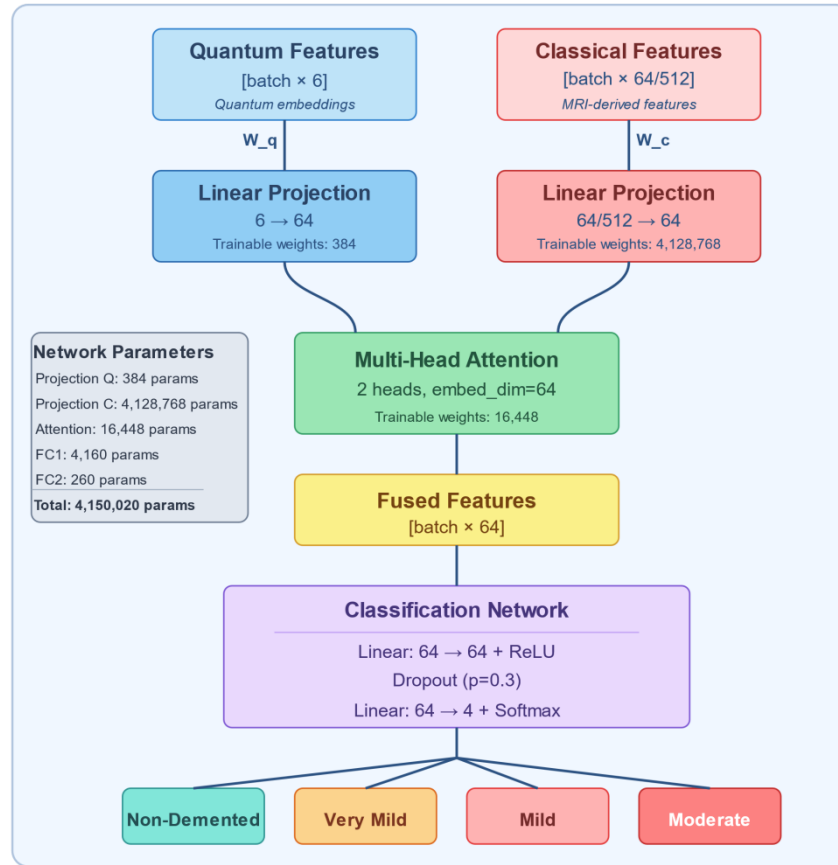 Quantum Features
[batch × 6]
Quantum embeddings
Classical Features
[batch × 64/512]
MRI-derived features
W_q
W_c
Linear Projection
6 → 64
Trainable weights: 384
Linear Projection
64/512 → 64
Trainable weights: 4,128,768
Network Parameters
Projection Q: 384 params
Projection C: 4,128,768 params
Attention: 16,448 params
FC1: 4,160 params
FC2: 260 params
Total: 4,150,020 params
Multi-Head Attention
2 heads, embed_dim=64
Trainable weights: 16,448
Fused Features
[batch × 64]
Classification Network
Linear: 64 → 64 + ReLU
Dropout (p=0.3)
Linear: 64 → 4 + Softmax
Non-Demented
Very Mild
Mild
Moderate